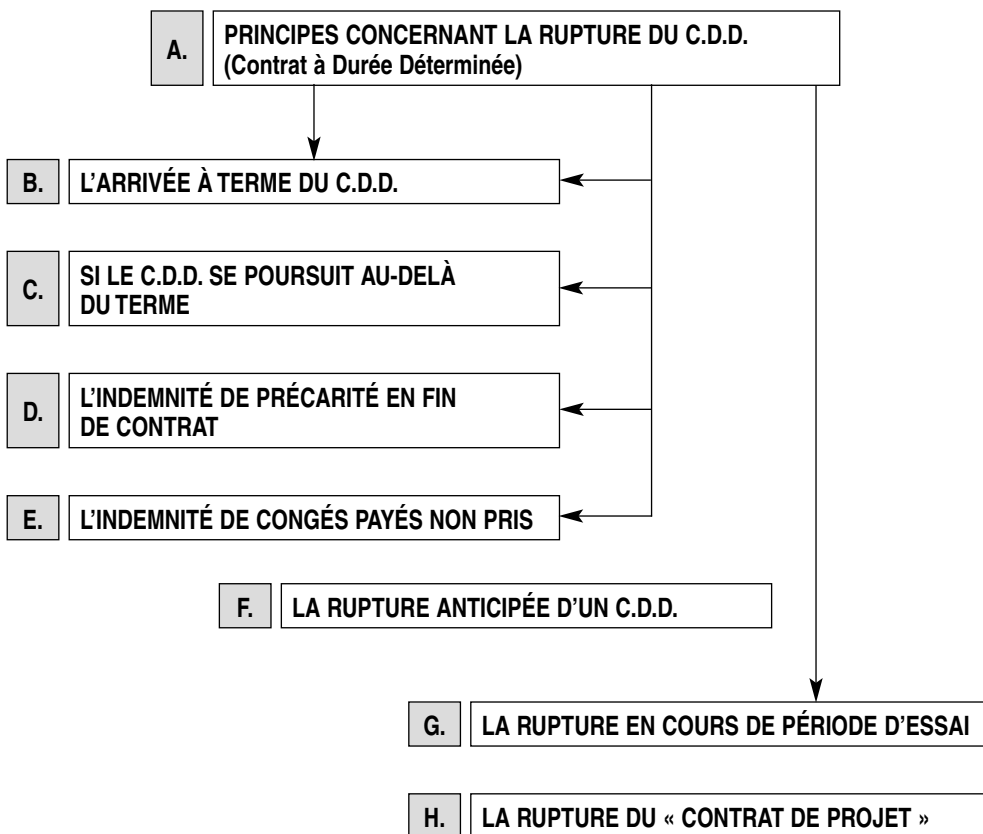 A. PRINCIPES CONCERNANT LA RUPTURE DU C.D.D.
(Contrat à Durée Déterminée)
B. L’ARRIVÉE À TERME DU C.D.D.
C. SI LE C.D.D. SE POURSUIT AU-DELÀ
DU TERME
D. L’INDEMNITÉ DE PRÉCARITÉ EN FIN
DE CONTRAT
E. L’INDEMNITÉ DE CONGÉS PAYÉS NON PRIS
F. LA RUPTURE ANTICIPÉE D’UN C.D.D.
G. LA RUPTURE EN COURS DE PÉRIODE D’ESSAI
H. LA RUPTURE DU « CONTRAT DE PROJET »